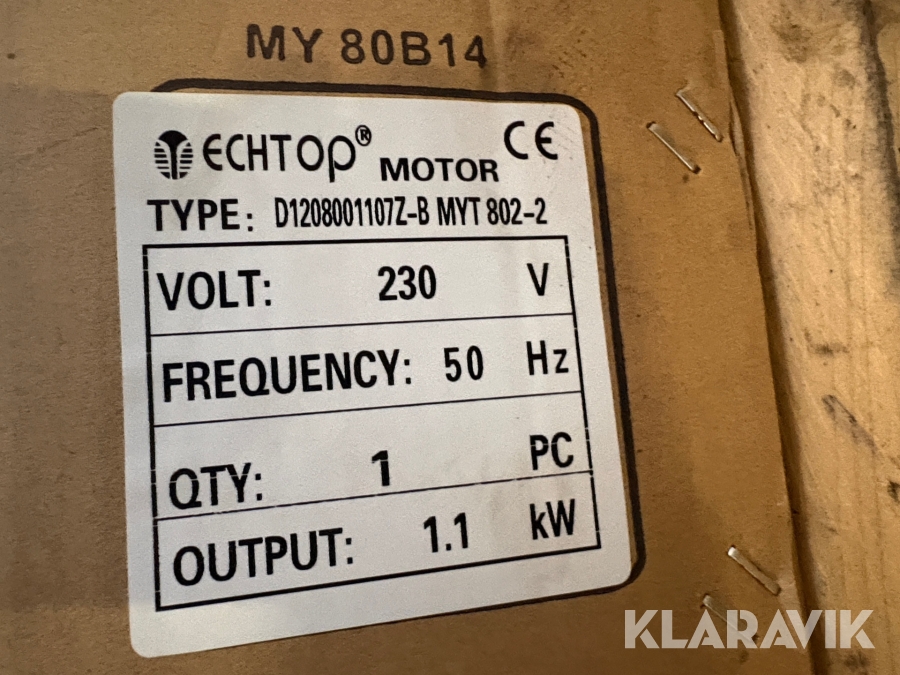 MY 80B14
TECHTOP® MOTOR CE
TYPE: D1208001107Z-B MYT 802-2
VOLT: 230 V
FREQUENCY: 50 Hz
QTY: 1 PC
OUTPUT: 1.1 kW
KLARAVIK